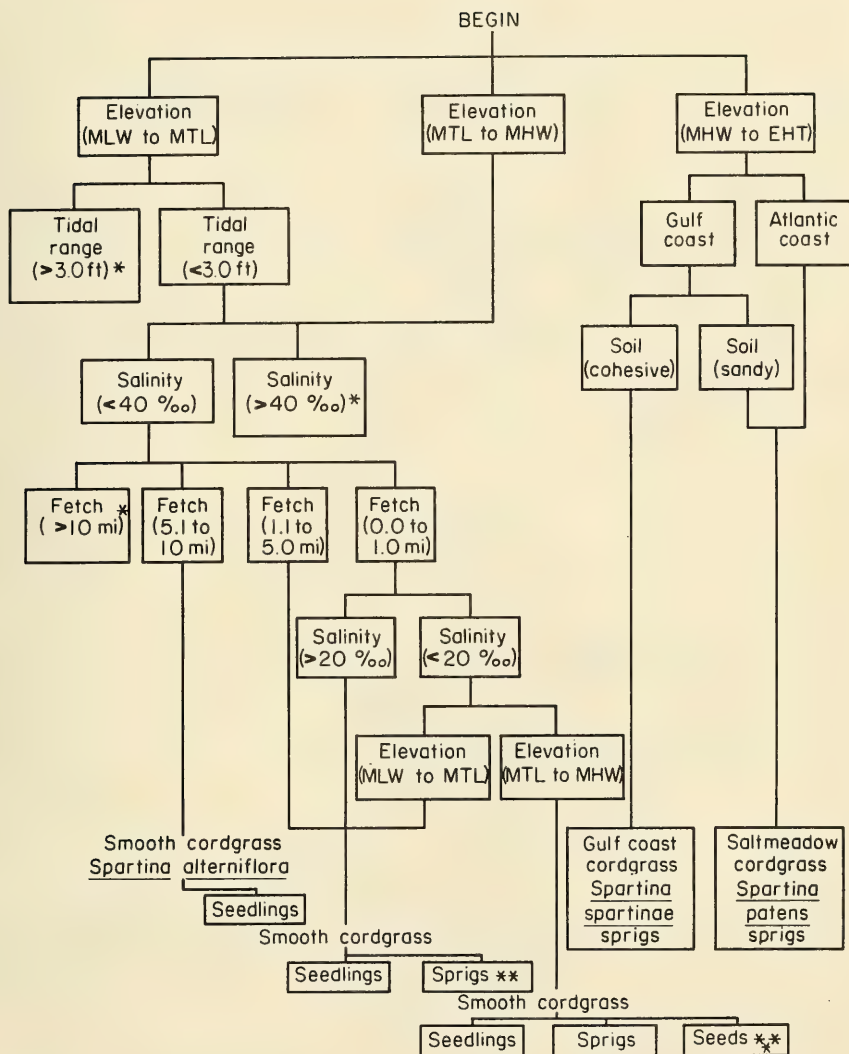 BEGIN
Elevation
(MLW to MTL)
Elevation
(MTL to MHW)
Elevation
(MHW to EHT)
Tidal
range
(>3.0 ft) *
Tidal
range
(<3.0 ft)
Gulf
coast
Atlantic
coast
Soil
(cohesive)
Soil
(sandy)
Salinity
(<40 ‰)
Salinity
(>40 ‰)*
Fetch *
( >10 mi)
Fetch
(5.1 to
10 mi)
Fetch
(1.1 to
5.0 mi)
Fetch
(0.0 to
1.0 mi)
Salinity
(>20 ‰)
Salinity
(<20 ‰)
Elevation
(MLW to MTL)
Elevation
(MTL to MHW)
Smooth cordgrass
Spartina alterniflora
Seedlings
Gulf coast
cordgrass
Spartina
spartinae
sprigs
Saltmeadow
cordgrass
Spartina
patens
sprigs
Smooth cordgrass
Seedlings
Sprigs **
Smooth cordgrass
Seedlings
Sprigs
Seeds ***